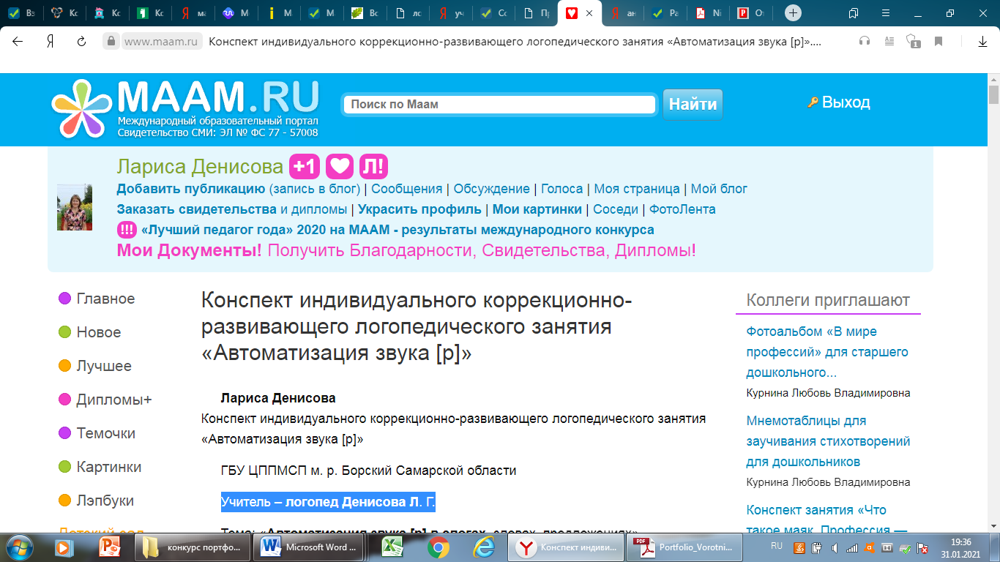 Вз
Кс
Кс
Кс
ма
М
М
М
Вс
лс
уч
Сс
Пр
ан
Ра
Ni
От
www.maam.ru
Конспект индивидуального коррекционно-развивающего логопедического занятия «Автоматизация звука [р]»....
1
МААМ.RU
Международный образовательный портал
Свидетельство СМИ: ЭЛ № ФС 77 - 57008
Поиск по Маам
Найти
Выход
Лариса Денисова +1 Л!
Добавить публикацию (запись в блог) | Сообщения | Обсуждение | Голоса | Моя страница | Мой блог
Заказать свидетельства и дипломы | Украсить профиль | Мои картинки | Соседи | ФотоЛента
!!! «Лучший педагог года» 2020 на МААМ - результаты международного конкурса
Мои Документы! Получить Благодарности, Свидетельства, Дипломы!
Главное
Новое
Лучшее
Дипломы+
Темочки
Картинки
Лэпбуки
Детский сад
Конспект индивидуального коррекционно-
развивающего логопедического занятия
«Автоматизация звука [р]»
Лариса Денисова
Конспект индивидуального коррекционно-развивающего логопедического занятия
«Автоматизация звука [р]»
ГБУ ЦППМСП м. р. Борский Самарской области
Учитель – логопед Денисова Л. Г.
Тема: «Автоматизация звука [р] в слогах, словах, предложениях»
Коллеги приглашают
Фотоальбом «В мире
профессий» для старшего
дошкольного...
Курнина Любовь Владимировна
Мнемотаблицы для
заучивания стихотворений
для дошкольников
Курнина Любовь Владимировна
Конспект занятия «Что
такое маяк. Профессия —
конкурс портфо...
Microsoft Word ...
Конспект индиви...
Portfolio_Vorotni...
RU
19:36
31.01.2021